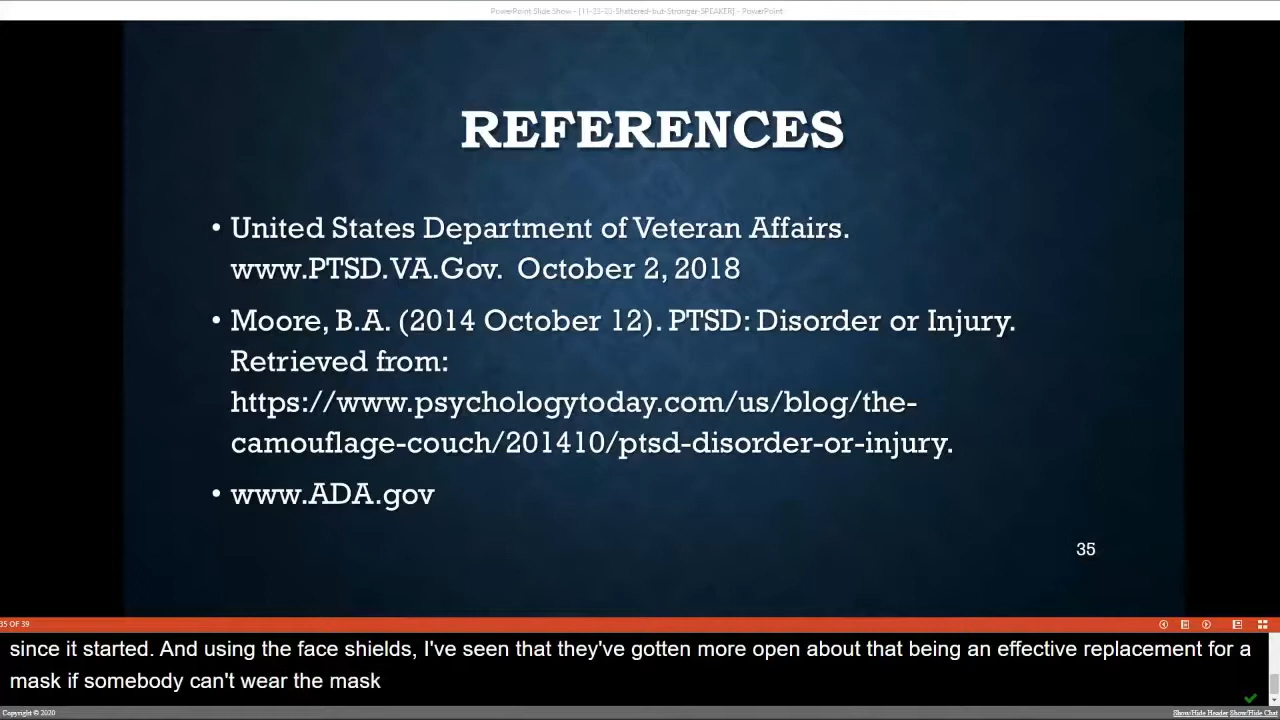 PowerPoint Slide Show - [11-23-20-Shattered-but-Stronger-SPEAKER] - PowerPoint
REFERENCES
• United States Department of Veteran Affairs.
www.PTSD.VA.Gov. October 2, 2018
• Moore, B.A. (2014 October 12). PTSD: Disorder or Injury.
Retrieved from:
https://www.psychologytoday.com/us/blog/the-
camouflage-couch/201410/ptsd-disorder-or-injury.
• www.ADA.gov
35
35 OF 39
since it started. And using the face shields, I've seen that they've gotten more open about that being an effective replacement for a
mask if somebody can't wear the mask
Copyright © 2020
Show/Hide Header Show/Hide Chat